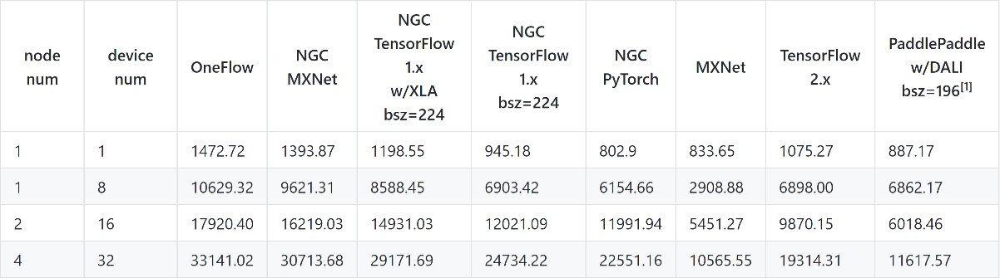 node num | device num | OneFlow | NGC MXNet | NGC TensorFlow 1.x w/XLA bsz=224 | NGC TensorFlow 1.x bsz=224 | NGC PyTorch | MXNet | TensorFlow 2.x | PaddlePaddle w/DALI bsz=196[1]
1 | 1 | 1472.72 | 1393.87 | 1198.55 | 945.18 | 802.9 | 833.65 | 1075.27 | 887.17
1 | 8 | 10629.32 | 9621.31 | 8588.45 | 6903.42 | 6154.66 | 2908.88 | 6898.00 | 6862.17
2 | 16 | 17920.40 | 16219.03 | 14931.03 | 12021.09 | 11991.94 | 5451.27 | 9870.15 | 6018.46
4 | 32 | 33141.02 | 30713.68 | 29171.69 | 24734.22 | 22551.16 | 10565.55 | 19314.31 | 11617.57